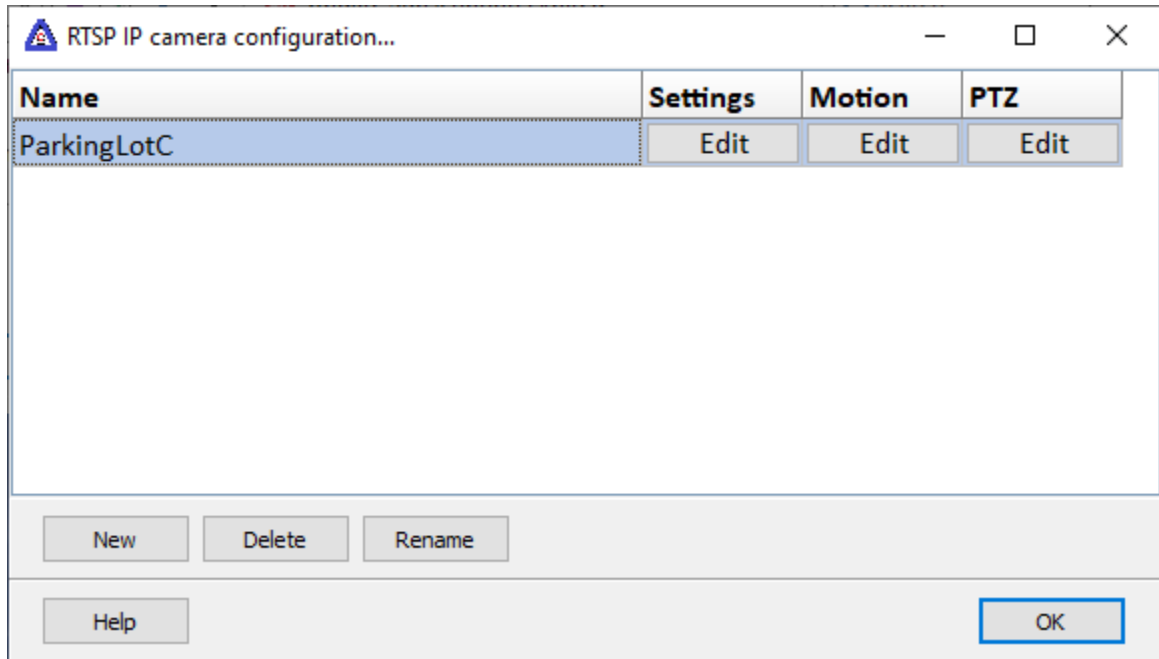 RTSP IP camera configuration...
Name Settings Motion PTZ
ParkingLotC Edit Edit Edit
New Delete Rename
Help OK